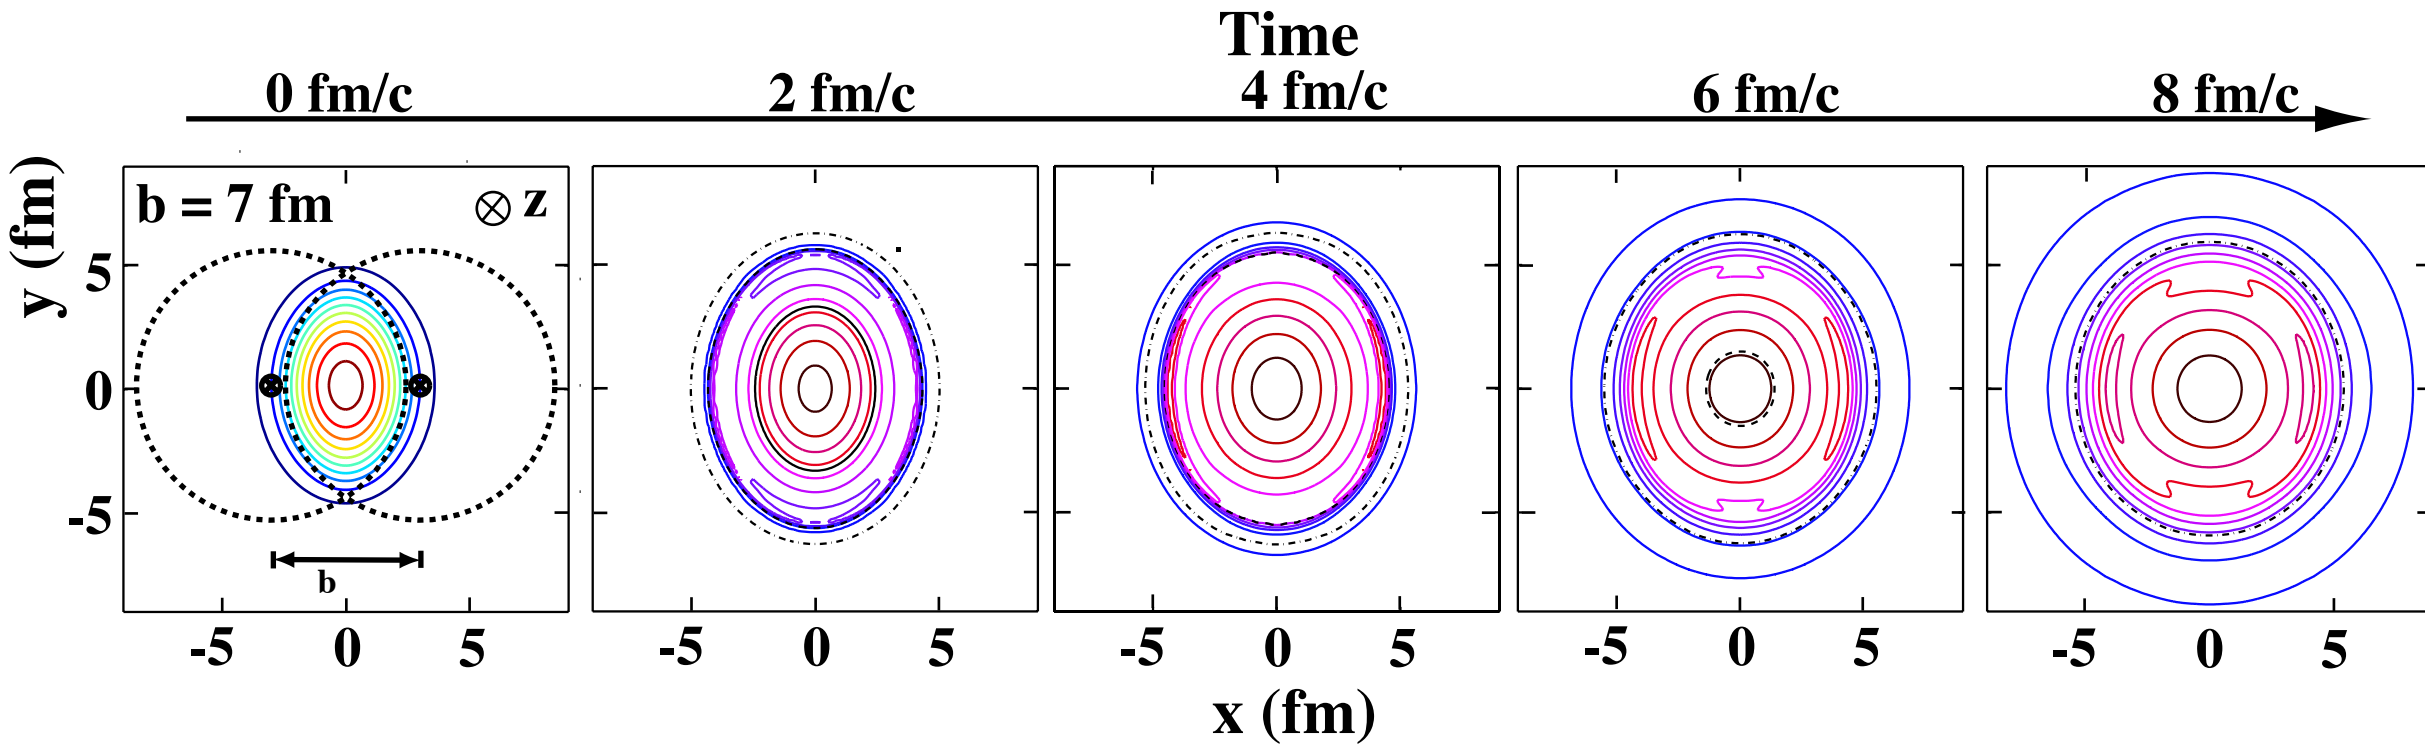 Time
0 fm/c 2 fm/c 4 fm/c 6 fm/c 8 fm/c
b = 7 fm ⊗ z
y (fm)
5
0
-5
b
-5 0 5 -5 0 5 -5 0 5 -5 0 5 -5 0 5
x (fm)